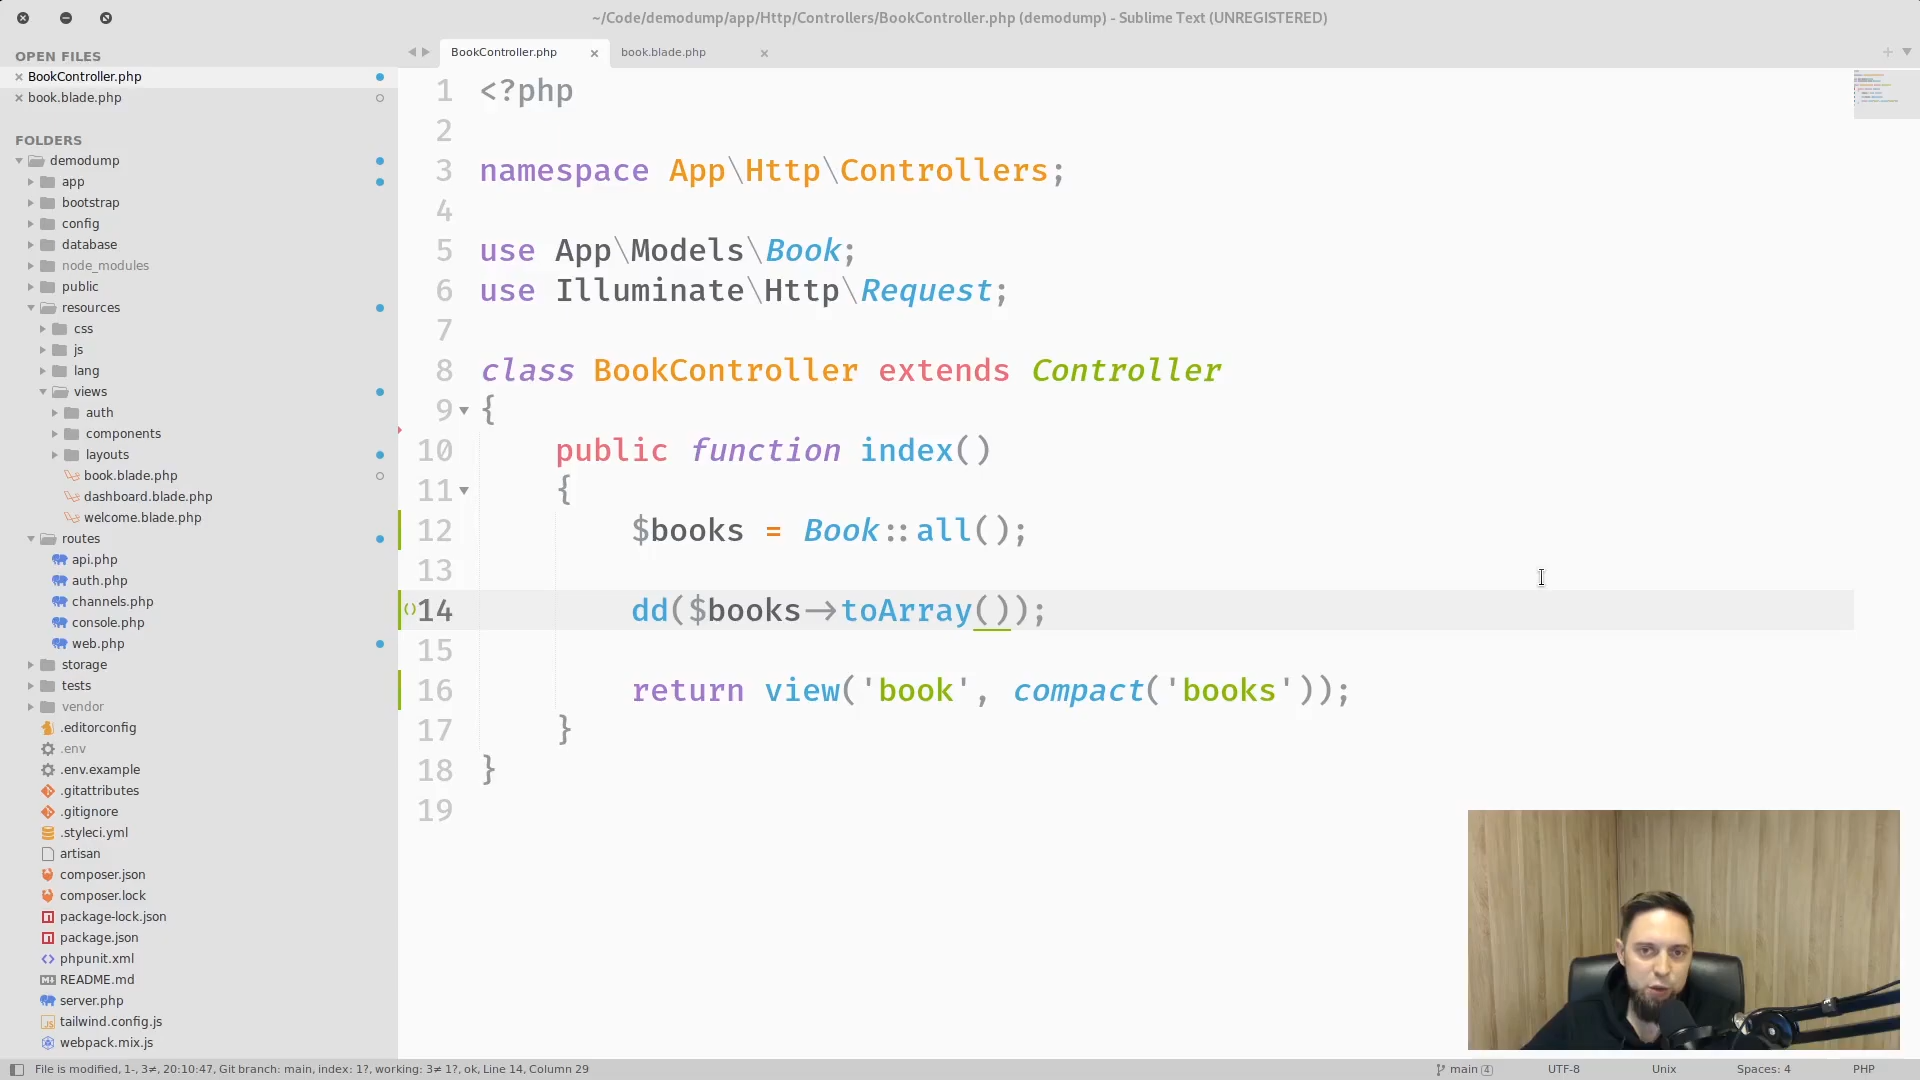 ~/Code/demodump/app/Http/Controllers/BookController.php (demodump) - Sublime Text (UNREGISTERED)
OPEN FILES
BookController.php
book.blade.php
FOLDERS
demodump
app
bootstrap
config
database
node_modules
public
resources
css
js
lang
views
auth
components
layouts
book.blade.php
dashboard.blade.php
welcome.blade.php
routes
api.php
auth.php
channels.php
console.php
web.php
storage
tests
vendor
.editorconfig
.env
.env.example
.gitattributes
.gitignore
.styleci.yml
artisan
composer.json
composer.lock
package-lock.json
package.json
phpunit.xml
README.md
server.php
tailwind.config.js
webpack.mix.js
BookController.php
book.blade.php
1 <?php
2
3 namespace App\Http\Controllers;
4
5 use App\Models\Book;
6 use Illuminate\Http\Request;
7
8 class BookController extends Controller
9 {
10 public function index()
11 {
12 $books = Book::all();
13
14 dd($books->toArray());
15
16 return view('book', compact('books'));
17 }
18 }
19
File is modified, 1-, 3≠, 20:10:47, Git branch: main, index: 1?, working: 3≠ 1?, ok, Line 14, Column 29
main 4
UTF-8
Unix
Spaces: 4
PHP